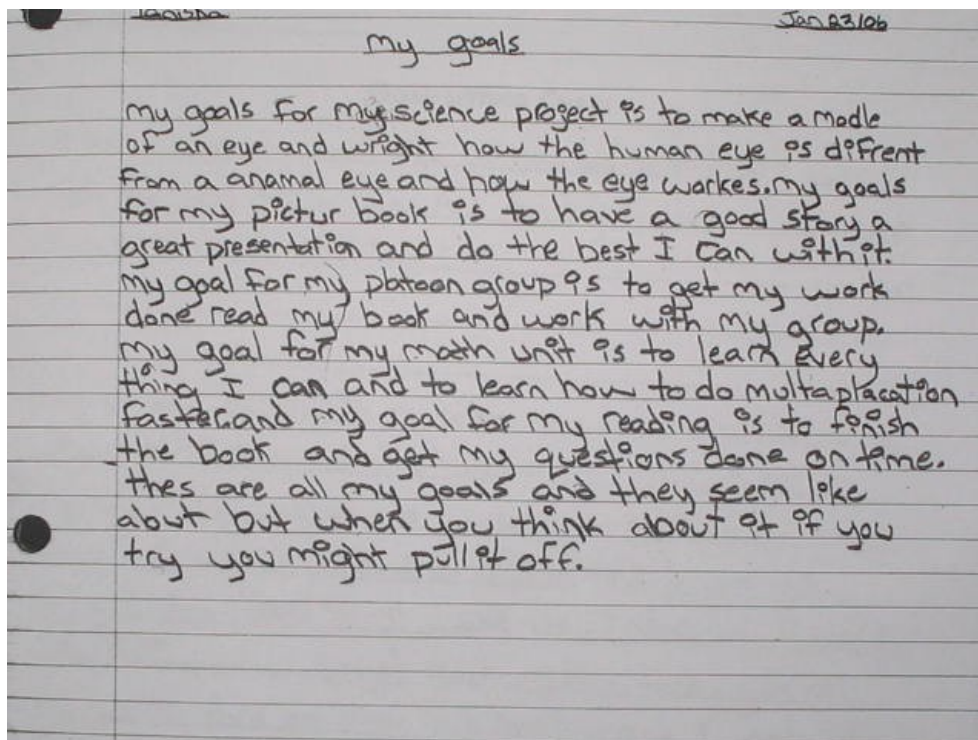 Tanisha
Jan 23/06
my goals
my goals for my science project is to make a modle
of an eye and wright how the human eye is difrent
from a anamal eye and how the eye workes. my goals
for my pictur book is to have a good story a
great presentation and do the best I can with it.
my goal for my platoon group is to get my work
done read my book and work with my group.
my goal for my math unit is to learn every
thing I can and to learn how to do multaplacation
faster. and my goal for my reading is to finish
the book and get my questions done on time.
thes are all my goals and they seem like
abut but when you think about it if you
try you might pull it off.